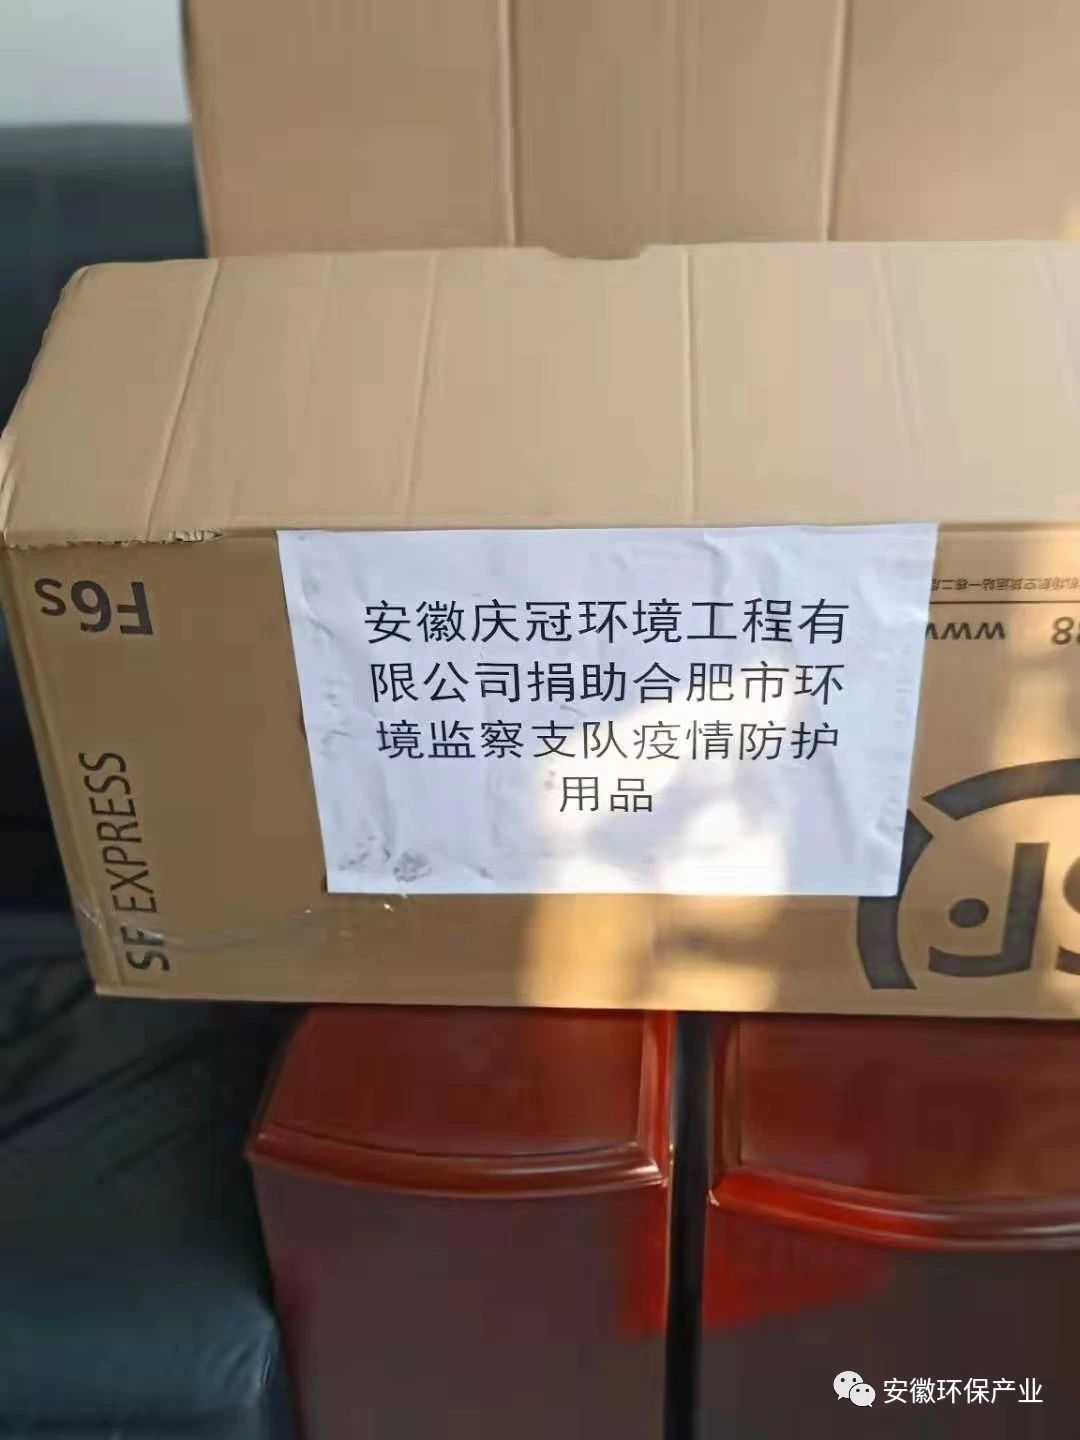 安徽庆冠环境工程有
限公司捐助合肥市环
境监察支队疫情防护
用品
F6s
SF EXPRESS
www
安徽环保产业